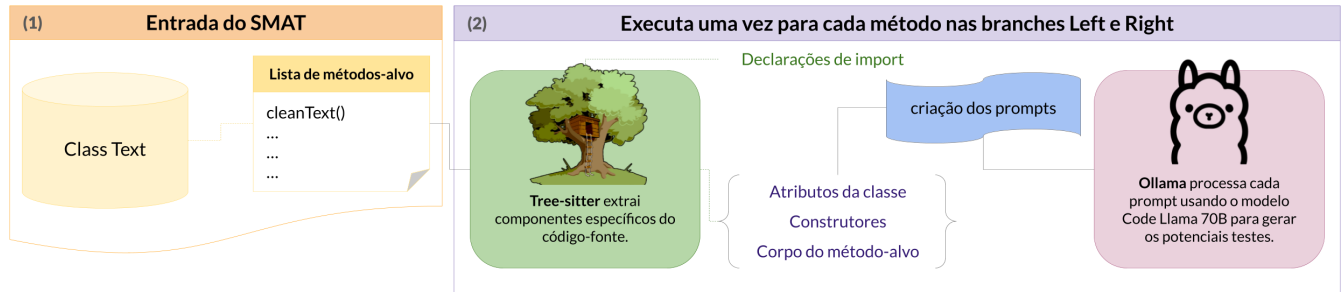 (1)
Entrada do SMAT
Class Text
Lista de métodos-alvo
cleanText()
...
...
...
(2)
Executa uma vez para cada método nas branches Left e Right
Tree-sitter extrai
componentes específicos do
código-fonte.
Declarações de import
Atributos da classe
Construtores
Corpo do método-alvo
criação dos prompts
Ollama processa cada
prompt usando o modelo
Code Llama 70B para gerar
os potenciais testes.